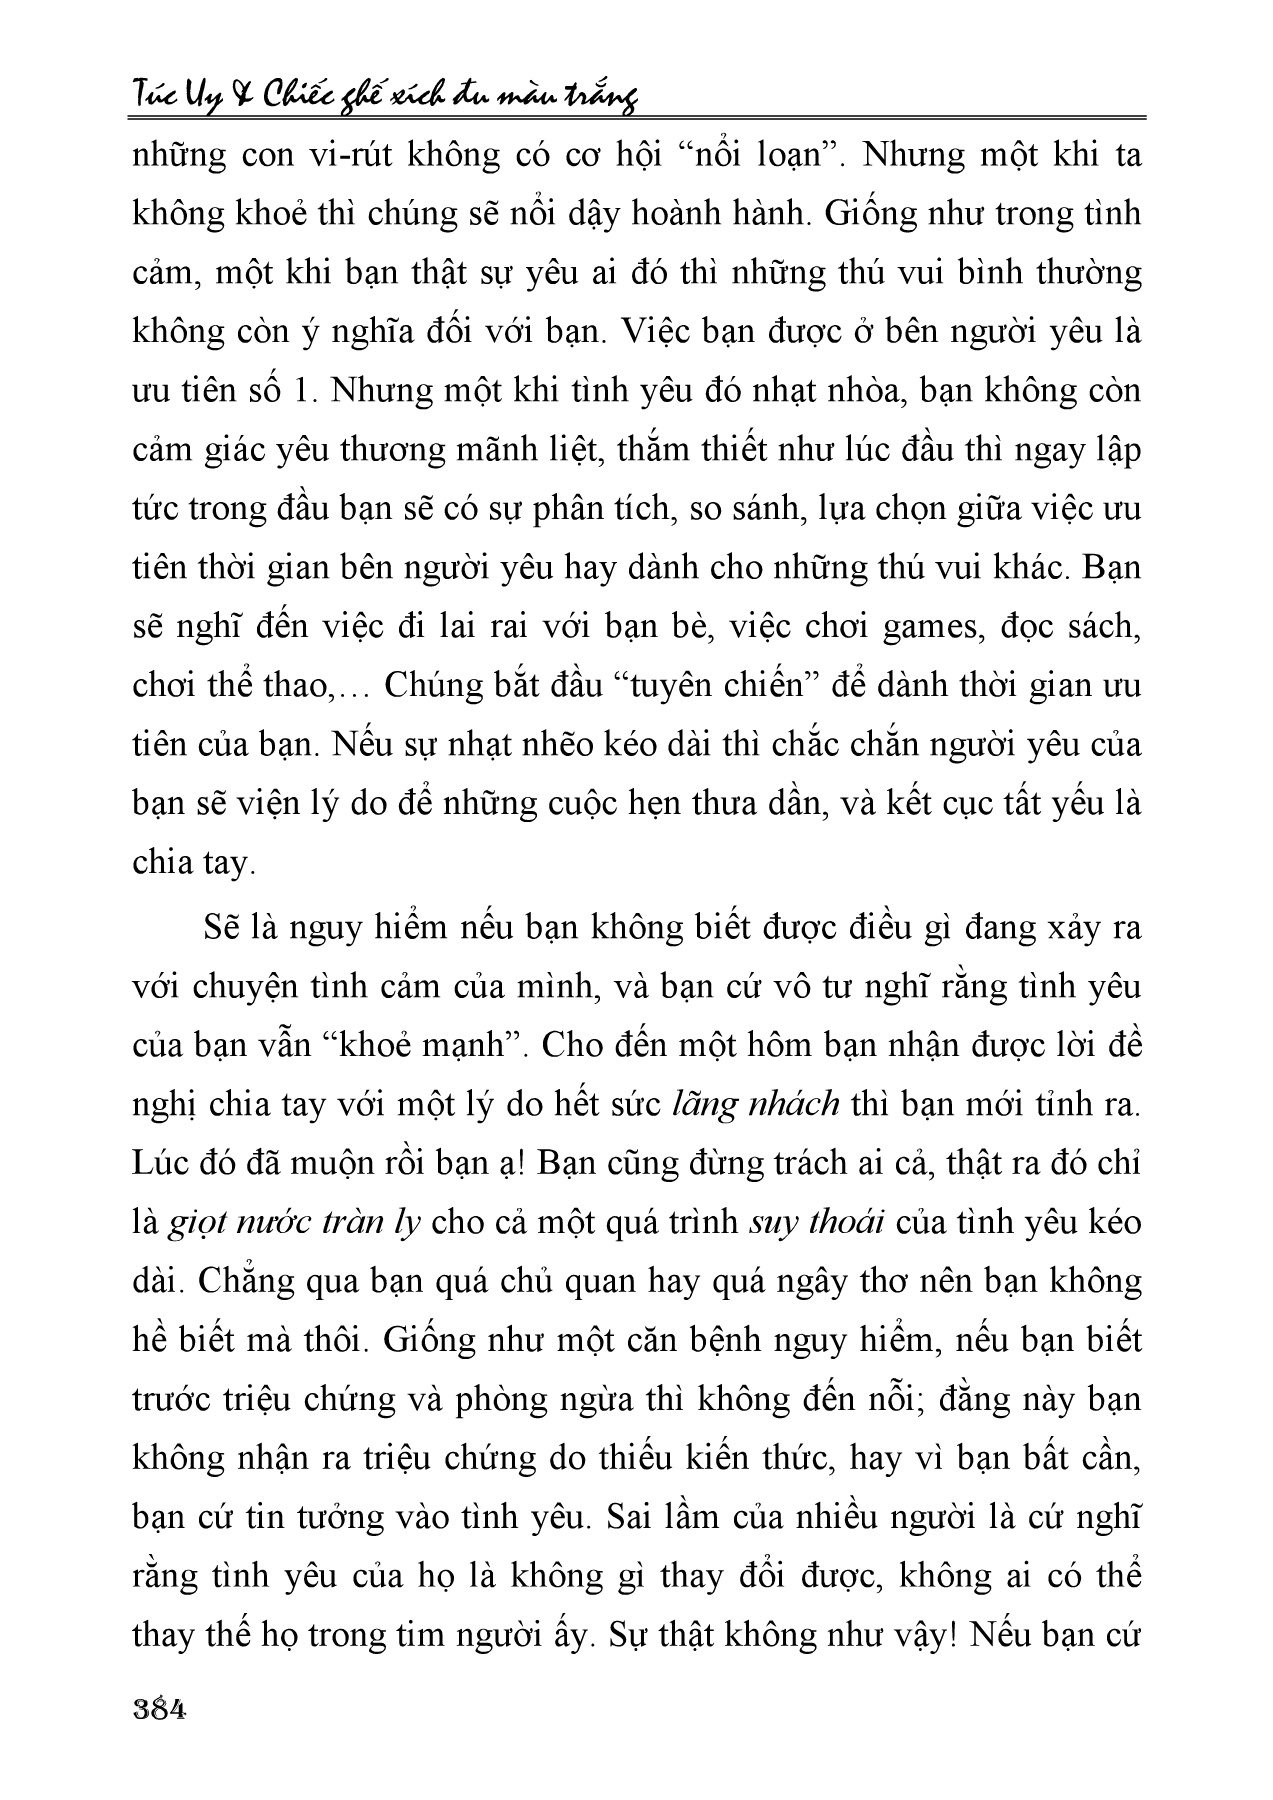 Túc Uy & Chiếc ghế xích đu màu trắng
những con vi-rút không có cơ hội “nổi loạn”. Nhưng một khi ta
không khoẻ thì chúng sẽ nổi dậy hoành hành. Giống như trong tình
cảm, một khi bạn thật sự yêu ai đó thì những thú vui bình thường
không còn ý nghĩa đối với bạn. Việc bạn được ở bên người yêu là
ưu tiên số 1. Nhưng một khi tình yêu đó nhạt nhòa, bạn không còn
cảm giác yêu thương mãnh liệt, thắm thiết như lúc đầu thì ngay lập
tức trong đầu bạn sẽ có sự phân tích, so sánh, lựa chọn giữa việc ưu
tiên thời gian bên người yêu hay dành cho những thú vui khác. Bạn
sẽ nghĩ đến việc đi lai rai với bạn bè, việc chơi games, đọc sách,
chơi thể thao,… Chúng bắt đầu “tuyên chiến” để dành thời gian ưu
tiên của bạn. Nếu sự nhạt nhẽo kéo dài thì chắc chắn người yêu của
bạn sẽ viện lý do để những cuộc hẹn thưa dần, và kết cục tất yếu là
chia tay.
Sẽ là nguy hiểm nếu bạn không biết được điều gì đang xảy ra
với chuyện tình cảm của mình, và bạn cứ vô tư nghĩ rằng tình yêu
của bạn vẫn “khoẻ mạnh”. Cho đến một hôm bạn nhận được lời đề
nghị chia tay với một lý do hết sức lãng nhách thì bạn mới tỉnh ra.
Lúc đó đã muộn rồi bạn ạ! Bạn cũng đừng trách ai cả, thật ra đó chỉ
là giọt nước tràn ly cho cả một quá trình suy thoái của tình yêu kéo
dài. Chẳng qua bạn quá chủ quan hay quá ngây thơ nên bạn không
hề biết mà thôi. Giống như một căn bệnh nguy hiểm, nếu bạn biết
trước triệu chứng và phòng ngừa thì không đến nỗi; đằng này bạn
không nhận ra triệu chứng do thiếu kiến thức, hay vì bạn bất cần,
bạn cứ tin tưởng vào tình yêu. Sai lầm của nhiều người là cứ nghĩ
rằng tình yêu của họ là không gì thay đổi được, không ai có thể
thay thế họ trong tim người ấy. Sự thật không như vậy! Nếu bạn cứ
384